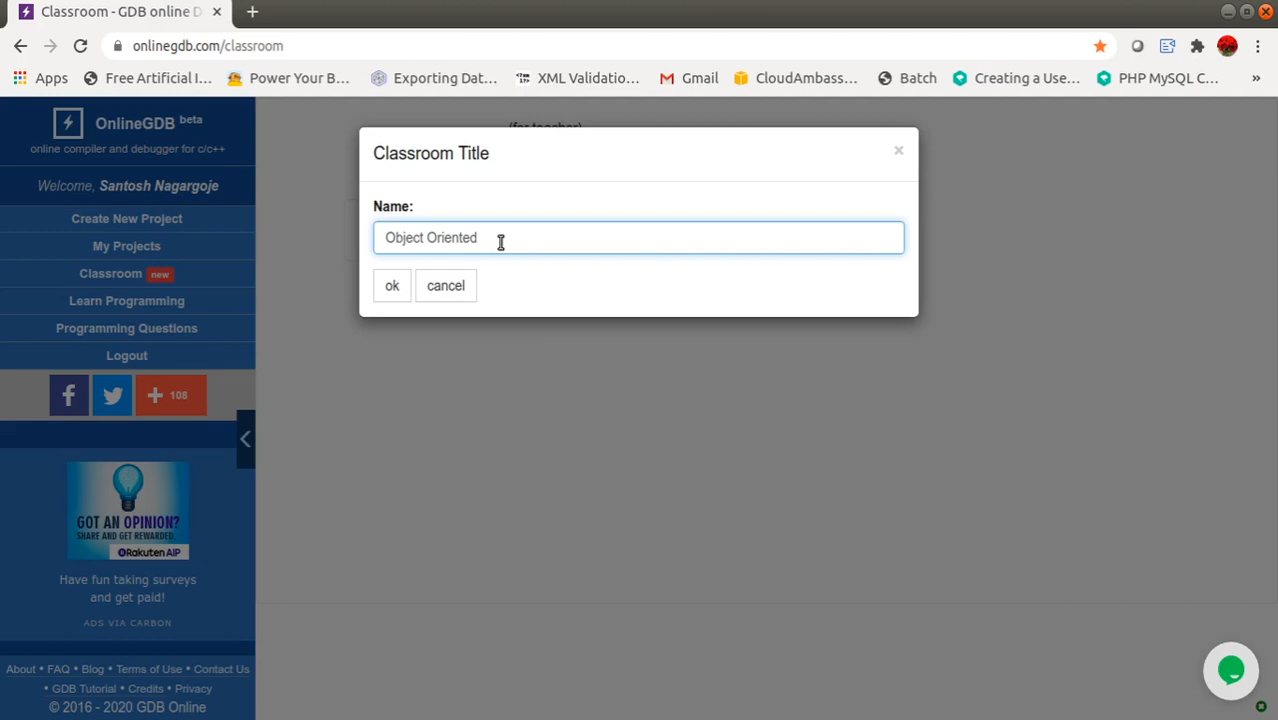 Classroom - GDB online D
onlinegdb.com/classroom
Apps Free Artificial I... Power Your B... Exporting Dat... XML Validatio... Gmail CloudAmbass... Batch Creating a Use... PHP MySQL C... »
OnlineGDB beta
online compiler and debugger for c/c++
Welcome, Santosh Nagargoje
Create New Project
My Projects
Classroom new
Learn Programming
Programming Questions
Logout
108
GOT AN OPINION?
SHARE AND GET REWARDED.
Rakuten AIP
Have fun taking surveys
and get paid!
ADS VIA CARBON
About • FAQ • Blog • Terms of Use • Contact Us
• GDB Tutorial • Credits • Privacy
© 2016 - 2020 GDB Online
(for teacher)
Classroom Title
×
Name:
Object Oriented
ok cancel